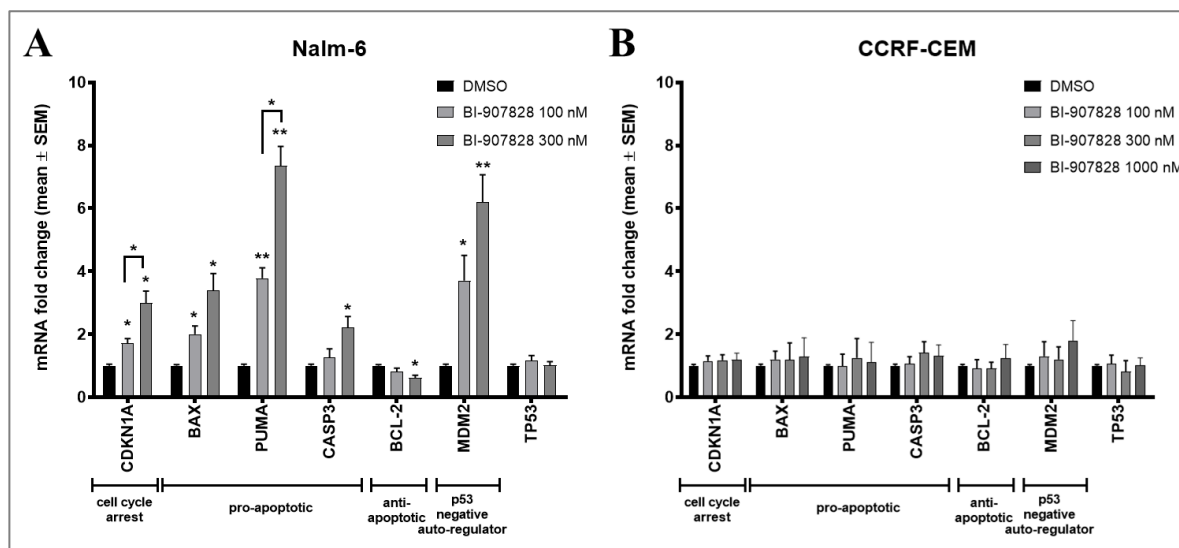 A
Nalm-6
mRNA fold change (mean ± SEM)
10
8
6
4
2
0
DMSO
BI-907828 100 nM
BI-907828 300 nM
*
*
*
*
*
*
**
**
*
*
*
**
CDKN1A
BAX
PUMA
CASP3
BCL-2
MDM2
TP53
cell cycle
arrest
pro-apoptotic
anti-
apoptotic
p53
negative
auto-regulator
B
CCRF-CEM
mRNA fold change (mean ± SEM)
10
8
6
4
2
0
DMSO
BI-907828 100 nM
BI-907828 300 nM
BI-907828 1000 nM
CDKN1A
BAX
PUMA
CASP3
BCL-2
MDM2
TP53
cell cycle
arrest
pro-apoptotic
anti-
apoptotic
p53
negative
auto-regulator